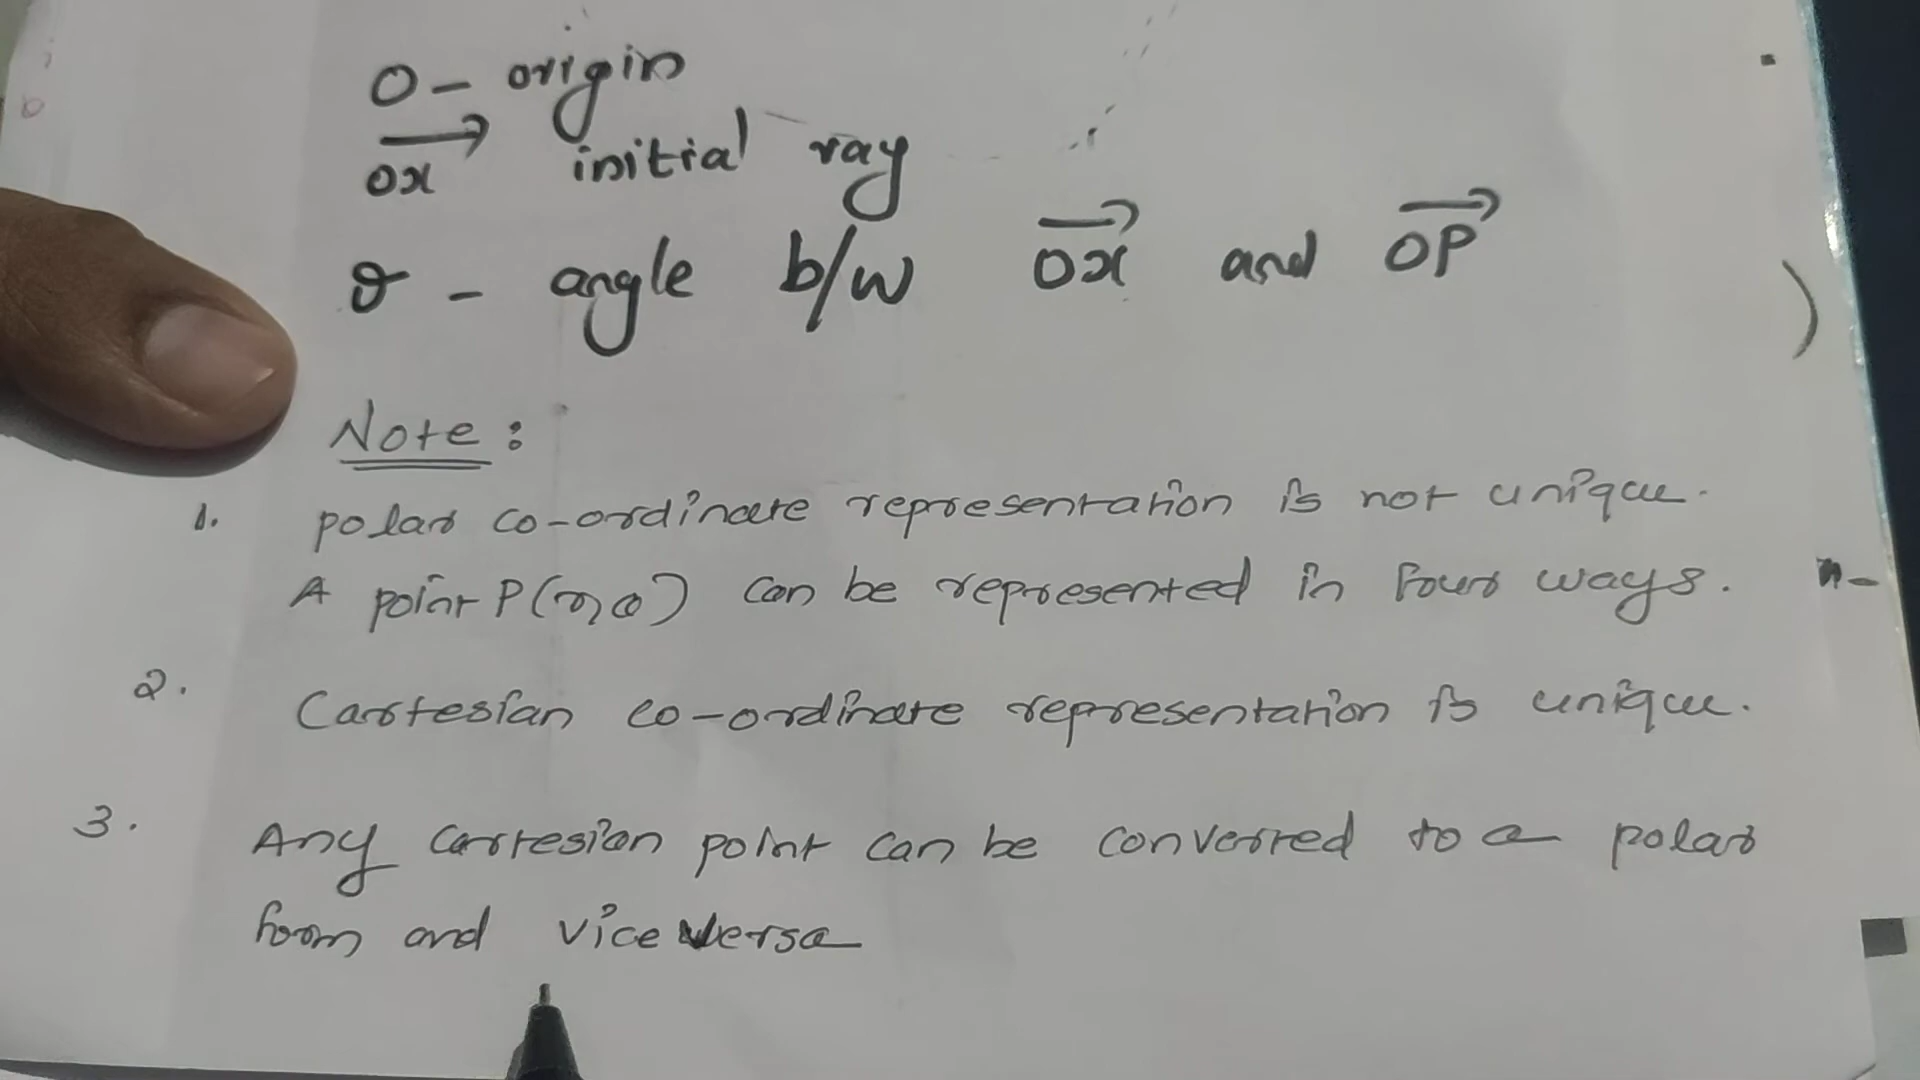 O - origin
→
ox initial ray
θ - angle b/w →ox and →OP
Note:
1. polar co-ordinate representation is not unique.
A point P(r,θ) can be represented in four ways.
2. Cartesian co-ordinate representation is unique.
3. Any cartesian point can be converted to a polar
form and vice versa